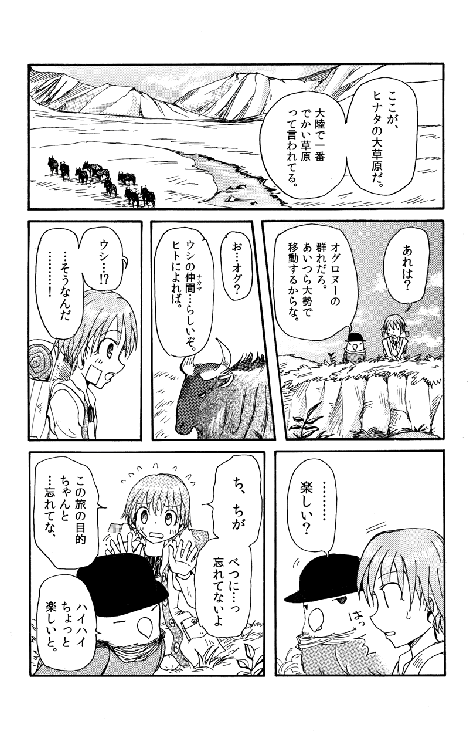 ここが、
ヒナタの大草原だ。
大陸で一番
でかい草原
って言われてる。
あれは？
オグロヌーの
群れだろ。
あいつら大勢で
移動するからな。
お…オグ？
ウシの仲間…らしいぞ。
ナカマ
ヒトによれば。
ウシ…!?
…そうなんだ
……！
………
楽しい？
ばっ
ち、ちが
べつに…っ
忘れてないよ
この旅の目的
ちゃんと
…忘れてな、
ハイハイ
ちょっと
楽しいと。